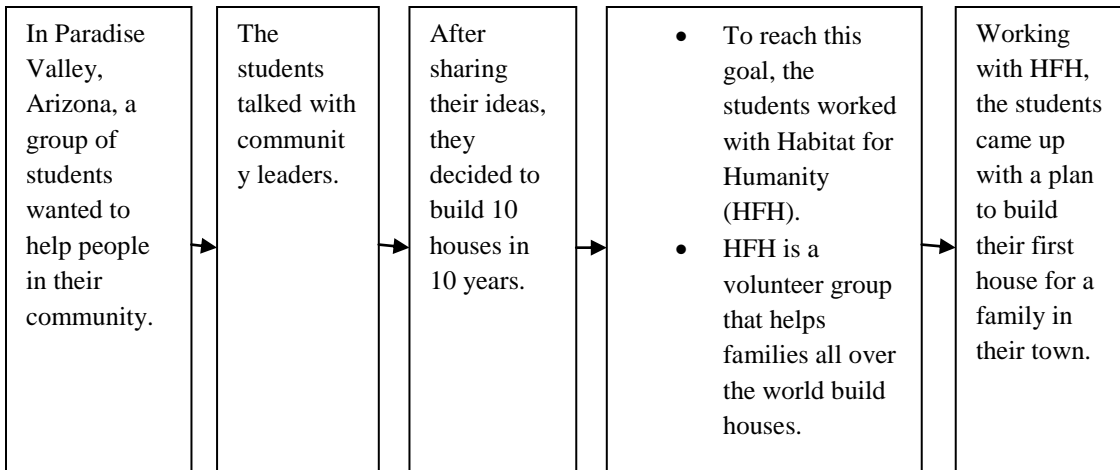 In Paradise
Valley,
Arizona, a
group of
students
wanted to
help people
in their
community.
The
students
talked with
communit
y leaders.
After
sharing
their ideas,
they
decided to
build 10
houses in
10 years.
• To reach this
goal, the
students worked
with Habitat for
Humanity
(HFH).
• HFH is a
volunteer group
that helps
families all over
the world build
houses.
Working
with HFH,
the students
came up
with a plan
to build
their first
house for a
family in
their town.